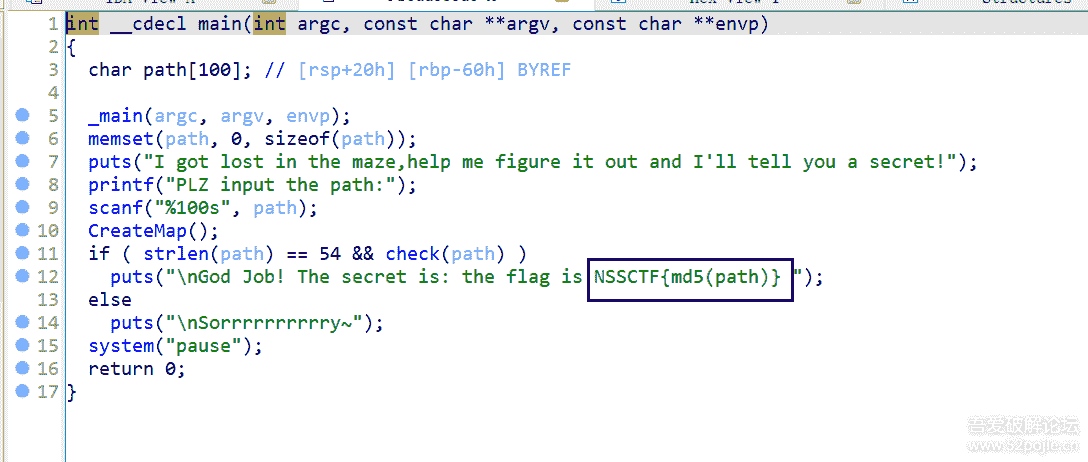 1 int __cdecl main(int argc, const char **argv, const char **envp)
2 {
3 char path[100]; // [rsp+20h] [rbp-60h] BYREF
4
5 _main(argc, argv, envp);
6 memset(path, 0, sizeof(path));
7 puts("I got lost in the maze,help me figure it out and I'll tell you a secret!");
8 printf("PLZ input the path:");
9 scanf("%100s", path);
10 CreateMap();
11 if ( strlen(path) == 54 && check(path) )
12 puts("\nGod Job! The secret is: the flag is NSSCTF{md5(path)} ");
13 else
14 puts("\nSorrrrrrrrrry~");
15 system("pause");
16 return 0;
17 }
吾爱破解论坛
www.52pojie.cn